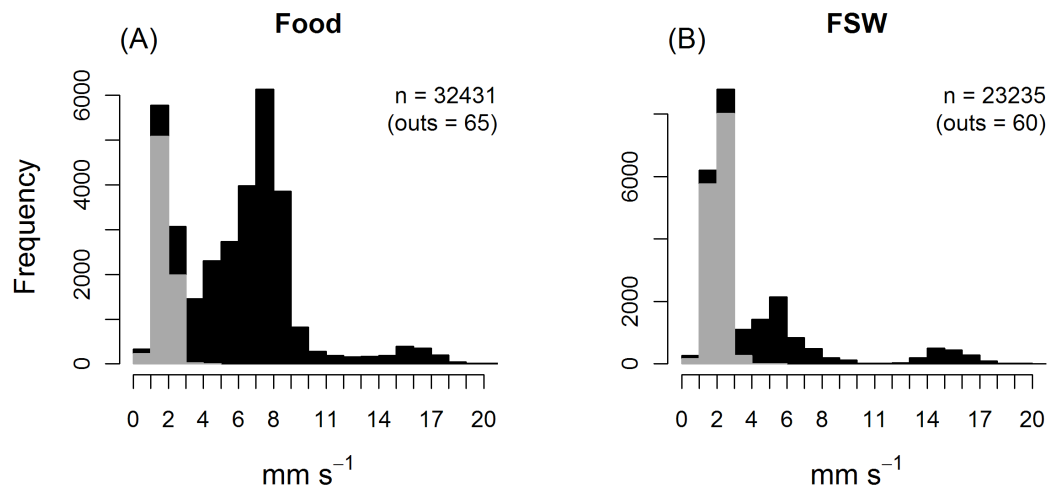 Food
(A)
n = 32431
(outs = 65)
Frequency
6000
4000
2000
0
0 2 4 6 8 11 14 17 20
mm s⁻¹
FSW
(B)
n = 23235
(outs = 60)
6000
2000
0
0 2 4 6 8 11 14 17 20
mm s⁻¹